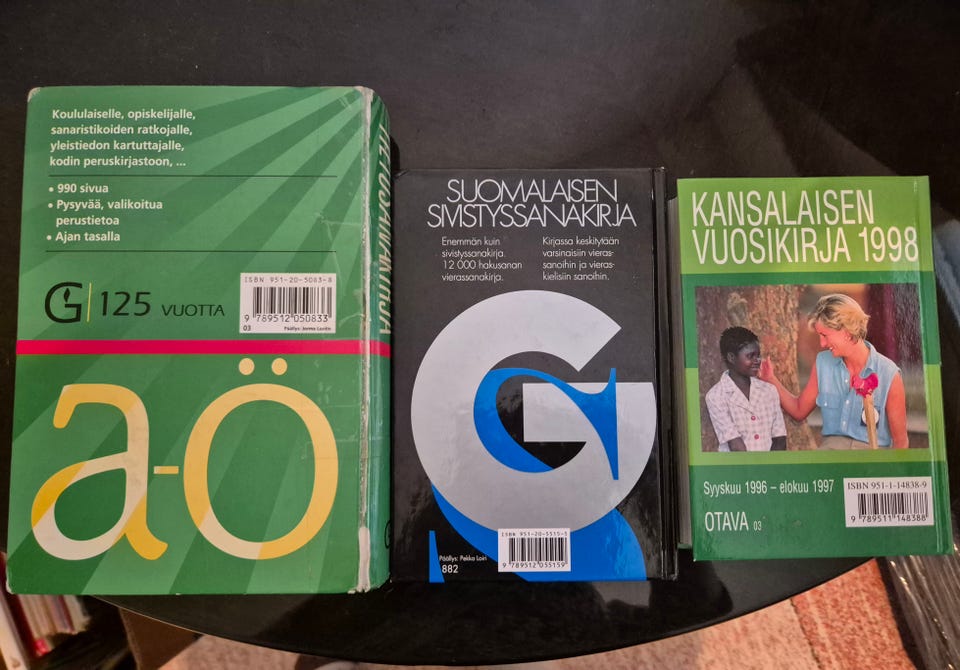 Koululaiselle, opiskelijalle,
sanaristikoiden ratkojalle,
yleistiedon kartuttajalle,
kodin peruskirjastoon, ...
• 990 sivua
• Pysyvää, valikoitua
perustietoa
• Ajan tasalla
G 125 VUOTTA
ISBN 951-20-5083-8
9 789512 050833
03
Päällys: Jorma Luotio
a-ö
TIETOSANAKIRJA
SUOMALAISEN
SIVISTYSSANAKIRJA
Enemmän kuin
sivistyssanakirja.
12 000 hakusanan
vierassanakirja.
Kirjassa keskitytään
varsinaisiin vieras-
sanoihin ja vieras-
kielisiin sanoihin.
G
ISBN 951-20-5515-5
9 789512 055159
Päällys: Pekka Loiri
882
KANSALAISEN
VUOSIKIRJA 1998
Syyskuu 1996 – elokuu 1997
OTAVA 03
ISBN 951-1-14838-9
9 789511 148388